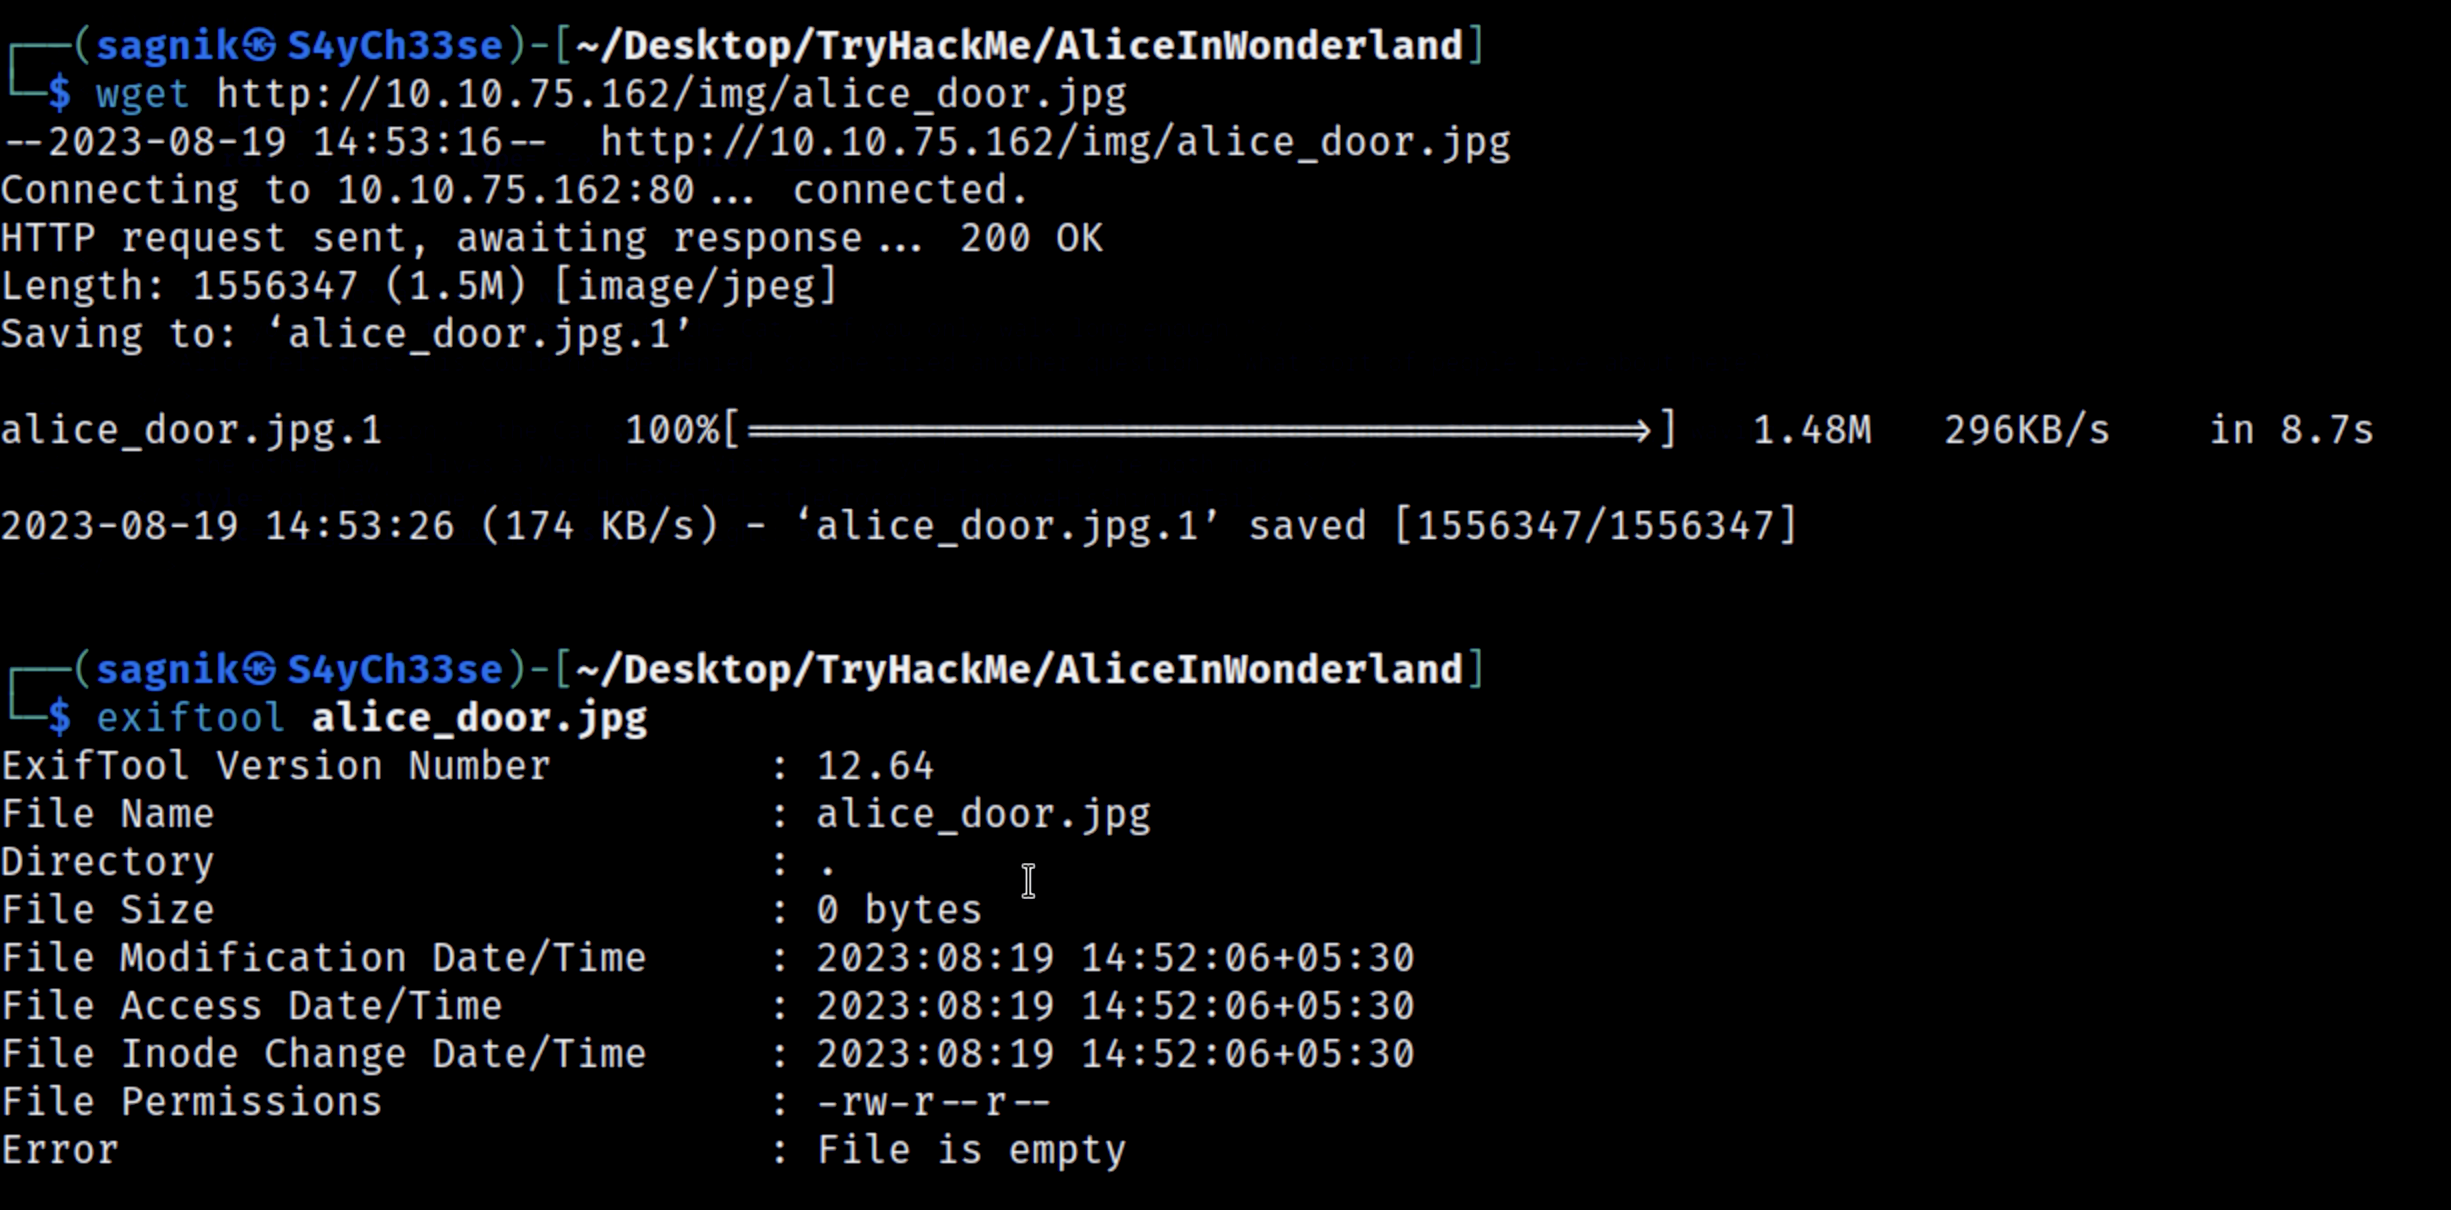 ┌──(sagnik㉿S4yCh33se)-[~/Desktop/TryHackMe/AliceInWonderland]
└─$ wget http://10.10.75.162/img/alice_door.jpg
--2023-08-19 14:53:16--  http://10.10.75.162/img/alice_door.jpg
Connecting to 10.10.75.162:80... connected.
HTTP request sent, awaiting response... 200 OK
Length: 1556347 (1.5M) [image/jpeg]
Saving to: ‘alice_door.jpg.1’
alice_door.jpg.1          100%[======================================>]   1.48M   296KB/s    in 8.7s
2023-08-19 14:53:26 (174 KB/s) - ‘alice_door.jpg.1’ saved [1556347/1556347]
┌──(sagnik㉿S4yCh33se)-[~/Desktop/TryHackMe/AliceInWonderland]
└─$ exiftool alice_door.jpg
ExifTool Version Number         : 12.64
File Name                       : alice_door.jpg
Directory                       : .
File Size                       : 0 bytes
File Modification Date/Time     : 2023:08:19 14:52:06+05:30
File Access Date/Time           : 2023:08:19 14:52:06+05:30
File Inode Change Date/Time     : 2023:08:19 14:52:06+05:30
File Permissions                : -rw-r--r--
Error                           : File is empty